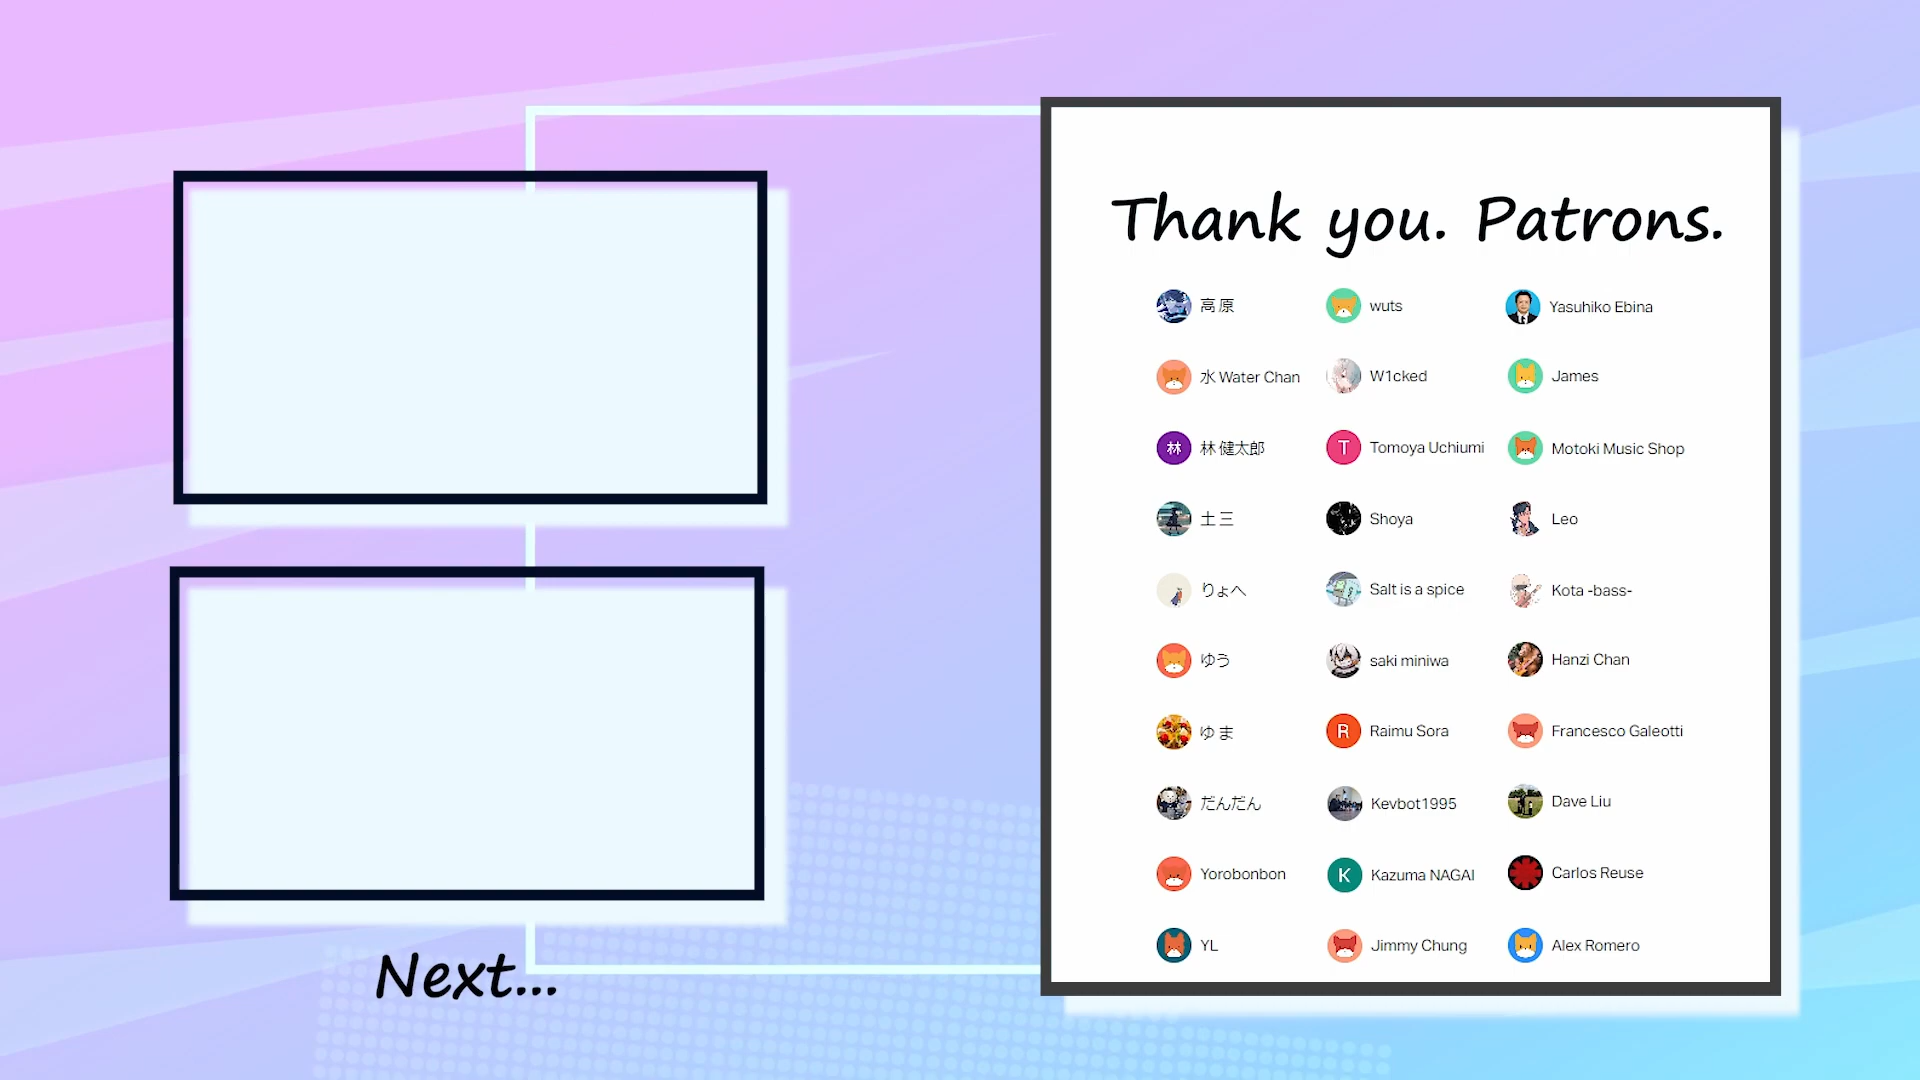 Thank you. Patrons.
高原 wuts Yasuhiko Ebina
水 Water Chan W1cked James
林 林 健太郎 T Tomoya Uchiumi Motoki Music Shop
土三 Shoya Leo
りょへ Salt is a spice Kota -bass-
ゆう saki miniwa Hanzi Chan
ゆま R Raimu Sora Francesco Galeotti
だんだん Kevbot1995 Dave Liu
Yorobonbon K Kazuma NAGAI Carlos Reuse
YL Jimmy Chung Alex Romero
Next...